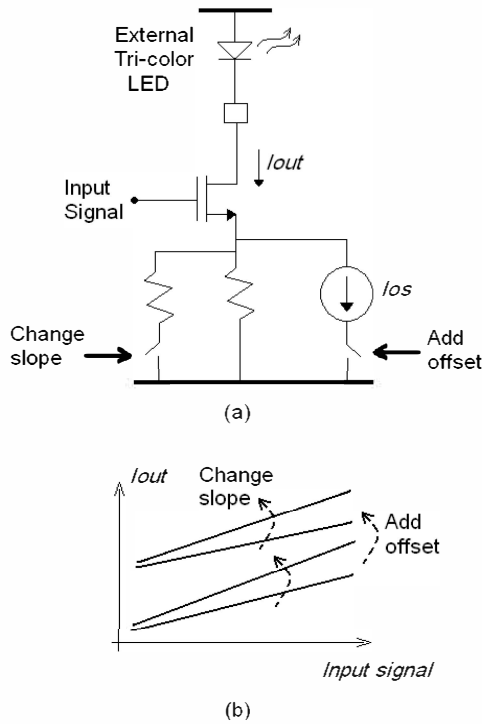 External
Tri-color
LED
Iout
Input
Signal
Ios
Change
slope
Add
offset
(a)
Iout
Change
slope
Add
offset
Input signal
(b)